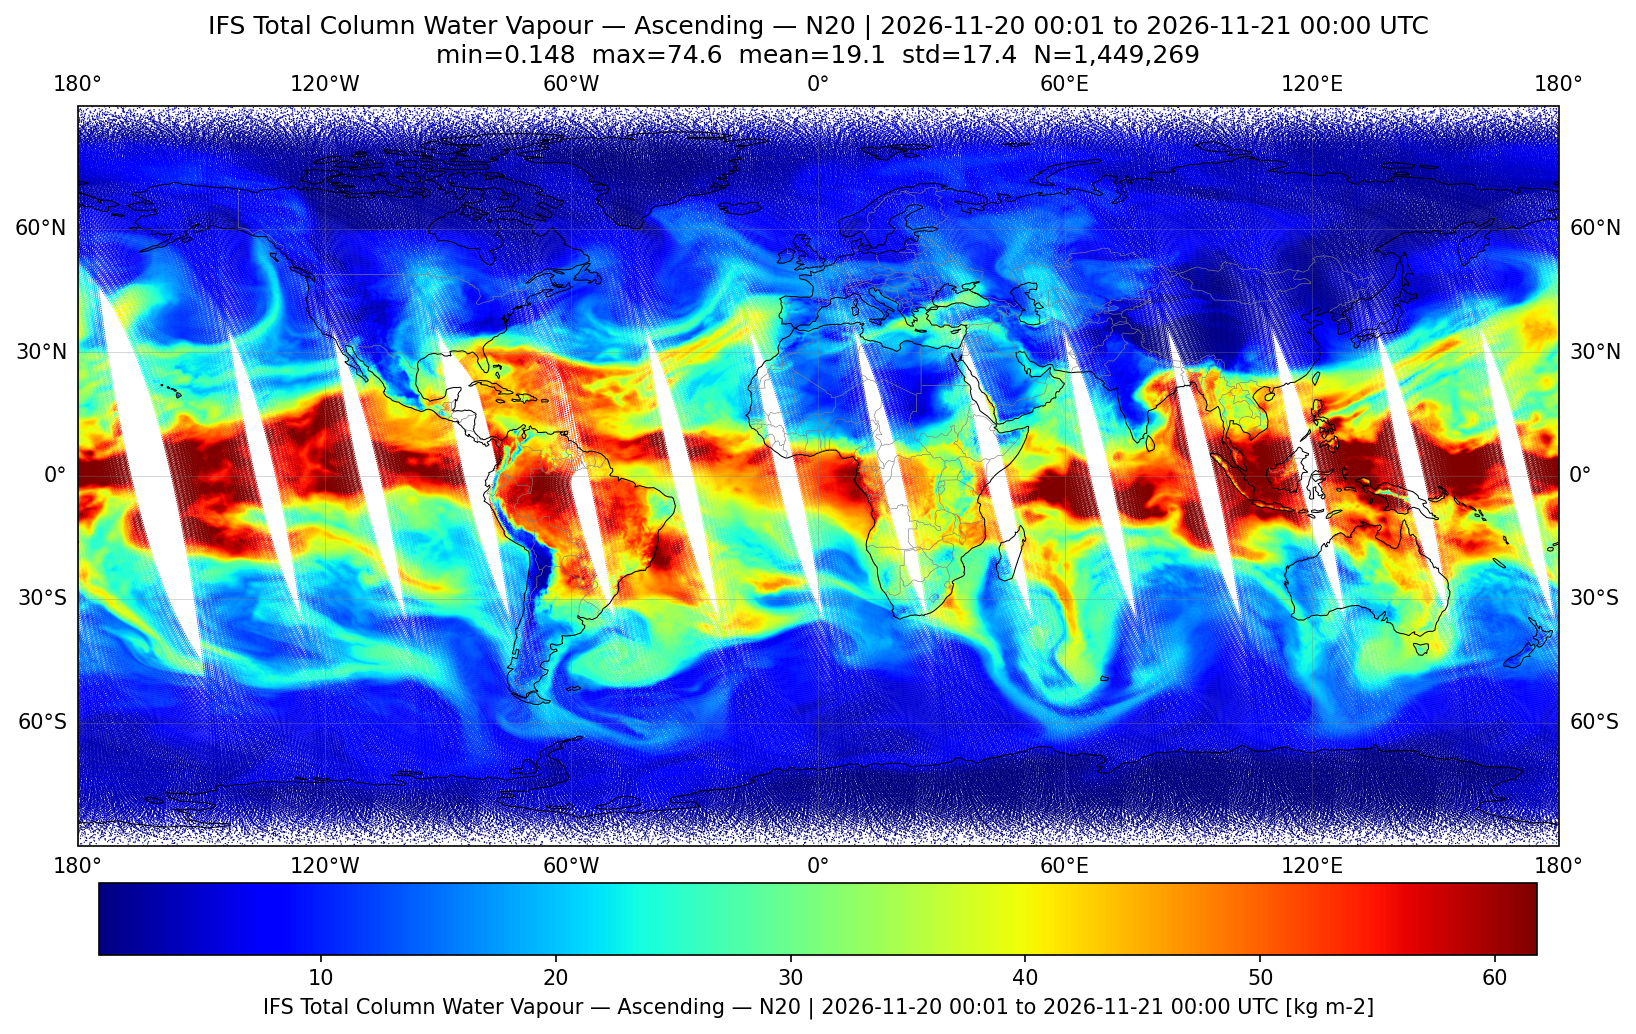 IFS Total Column Water Vapour — Ascending — N20 | 2026-11-20 00:01 to 2026-11-21 00:00 UTC
min=0.148 max=74.6 mean=19.1 std=17.4 N=1,449,269
180° 120°W 60°W 0° 60°E 120°E 180°
60°N 60°N
30°N 30°N
0° 0°
30°S 30°S
60°S 60°S
180° 120°W 60°W 0° 60°E 120°E 180°
10 20 30 40 50 60
IFS Total Column Water Vapour — Ascending — N20 | 2026-11-20 00:01 to 2026-11-21 00:00 UTC [kg m-2]